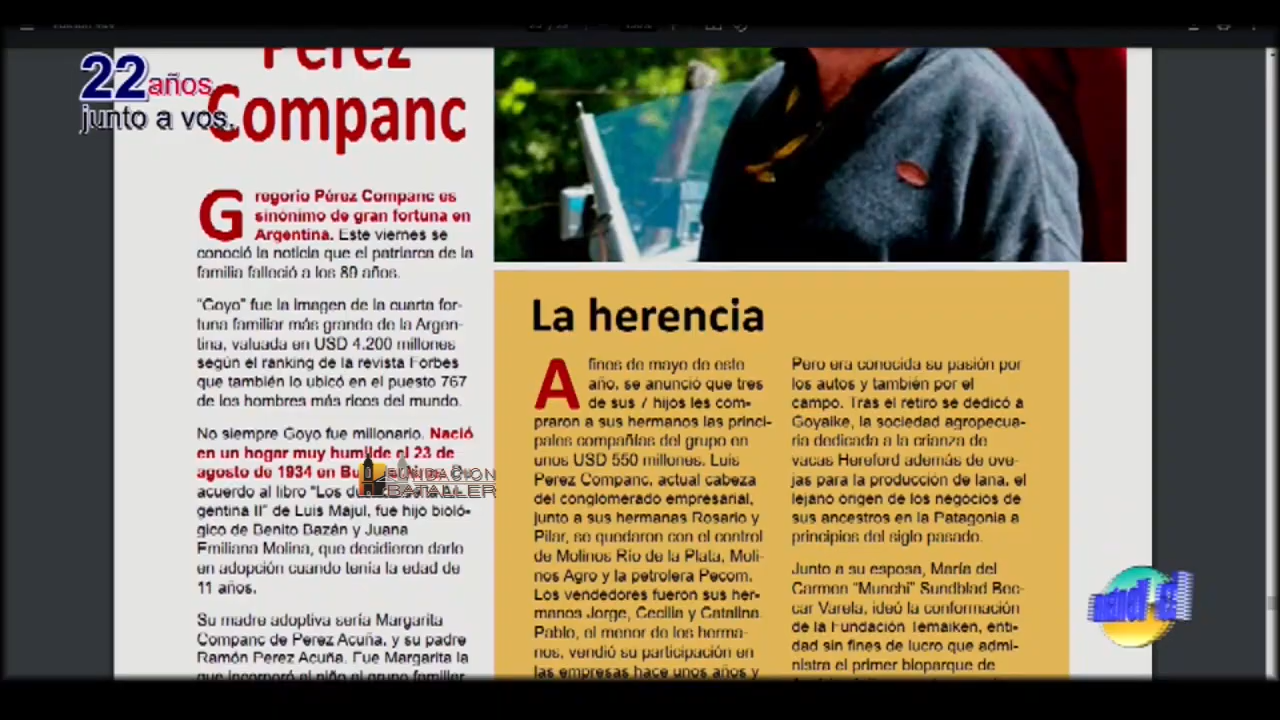 22 años
junto a vos.
Pérez
Companc
Gregorio Pérez Companc es
sinónimo de gran fortuna en
Argentina. Este viernes se
conoció la noticia que el patriarca de la
familia falleció a los 89 años.
"Goyo" fue la imagen de la cuarta for-
tuna familiar más grande de la Argen-
tina, valuada en USD 4.200 millones
según el ranking de la revista Forbes
que también lo ubicó en el puesto 767
de los hombres más ricos del mundo.
No siempre Goyo fue millonario. Nació
en un hogar muy humilde el 23 de
agosto de 1934 en
acuerdo al libro "Los
gentina II" de Luis Majul, fue hijo bioló-
gico de Benito Bazán y Juana
Emiliana Molina, que decidieron darlo
en adopción cuando tenía la edad de
11 años.
Su madre adoptiva sería Margarita
Companc de Perez Acuña, y su padre
Ramón Perez Acuña. Fue Margarita la
que incorporó el niño al grupo familiar
FUNDACION
BATALLER
La herencia
A fines de mayo de este
año, se anunció que tres
de sus 7 hijos les com-
praron a sus hermanos las princi-
pales compañías del grupo en
unos USD 550 millones. Luis
Perez Companc, actual cabeza
del conglomerado empresarial,
junto a sus hermanas Rosario y
Pilar, se quedaron con el control
de Molinos Río de la Plata, Moli-
nos Agro y la petrolera Pecom.
Los vendedores fueron sus her-
manos Jorge, Cecilia y Catalina.
Pablo, el menor de los herma-
nos, vendió su participación en
las empresas hace unos años y
Pero era conocida su pasión por
los autos y también por el
campo. Tras el retiro se dedicó a
Goyaike, la sociedad agropecua-
ria dedicada a la crianza de
vacas Hereford además de ove-
jas para la producción de lana, el
lejano origen de los negocios de
sus ancestros en la Patagonia a
principios del siglo pasado.
Junto a su esposa, María del
Carmen "Munchi" Sundblad Bec-
car Varela, ideó la conformación
de la Fundación Temaiken, enti-
dad sin fines de lucro que admi-
nistra el primer bioparque de